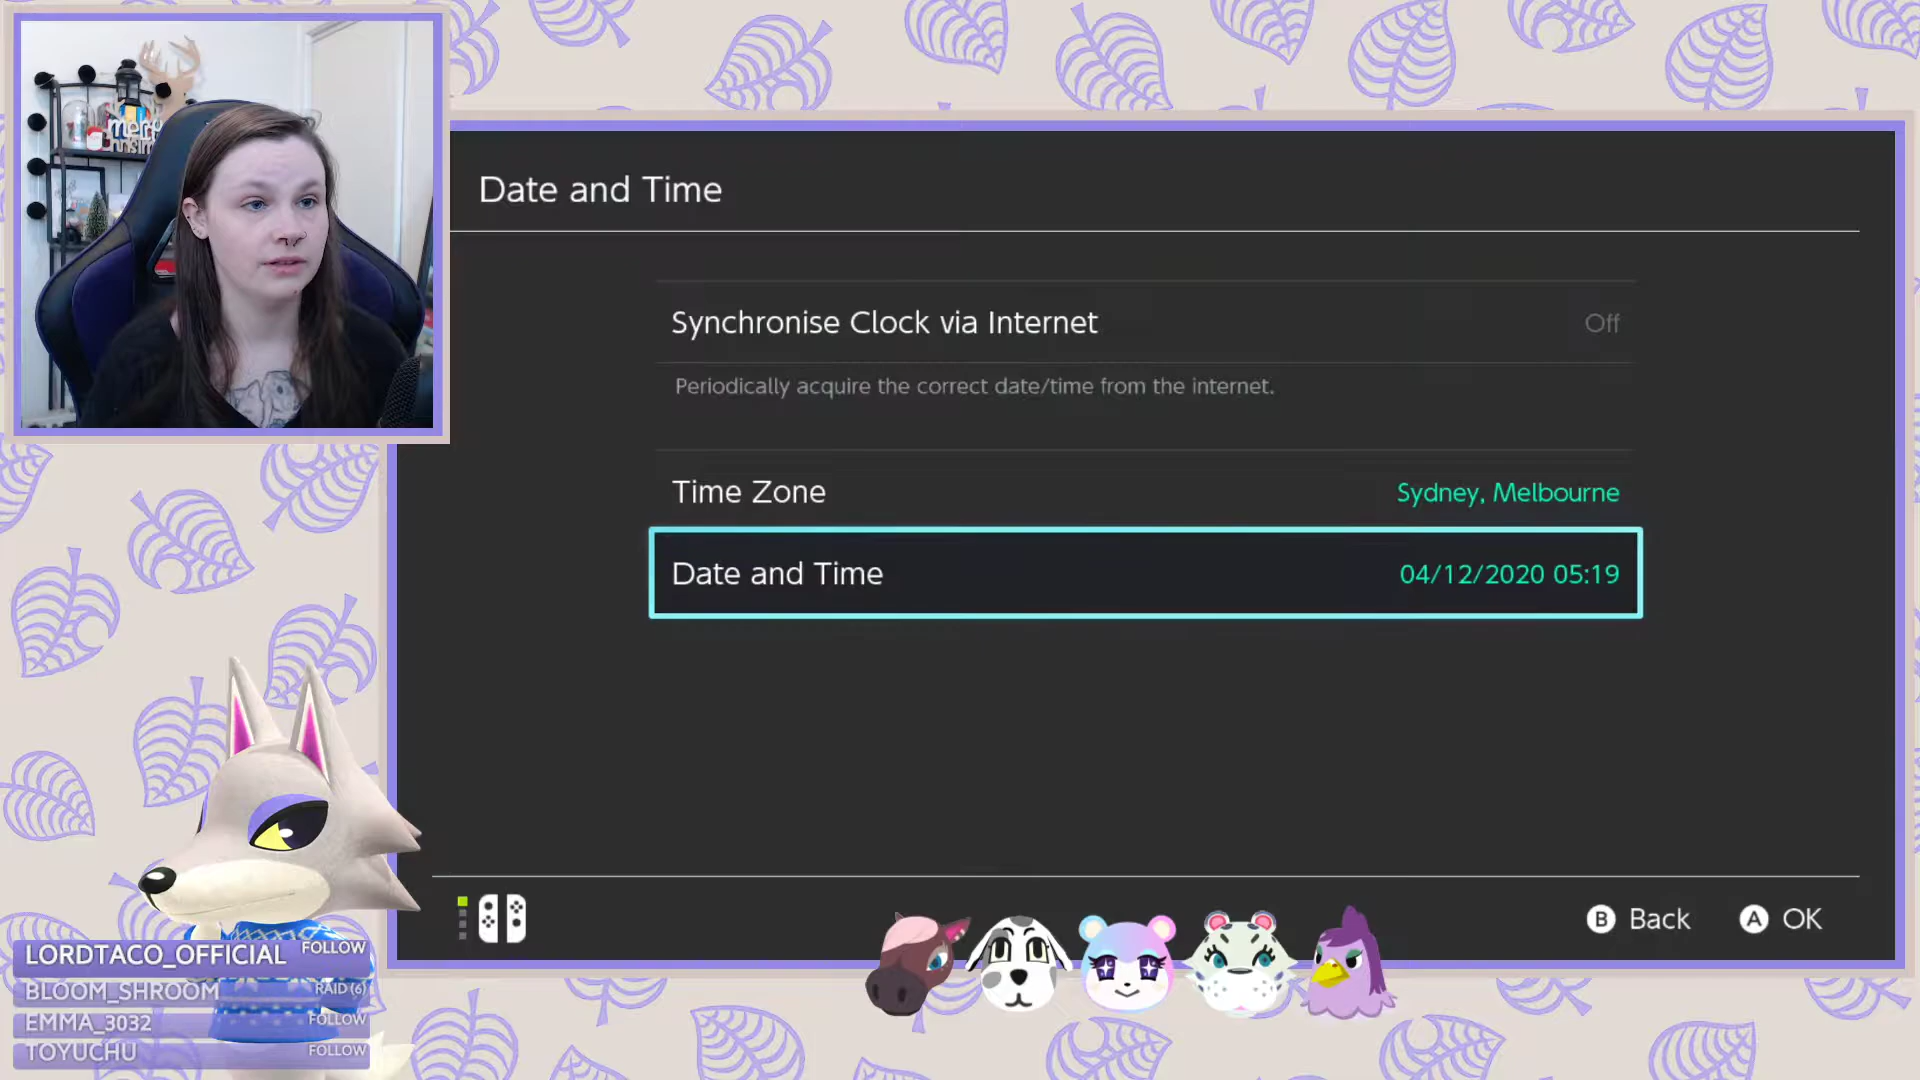 merry
christm
Date and Time
Synchronise Clock via Internet Off
Periodically acquire the correct date/time from the internet.
Time Zone Sydney, Melbourne
Date and Time 04/12/2020 05:19
B Back A OK
LORDTACO_OFFICIAL FOLLOW
BLOOM_SHROOM RAID (6)
EMMA_3032 FOLLOW
TOYUCHU FOLLOW